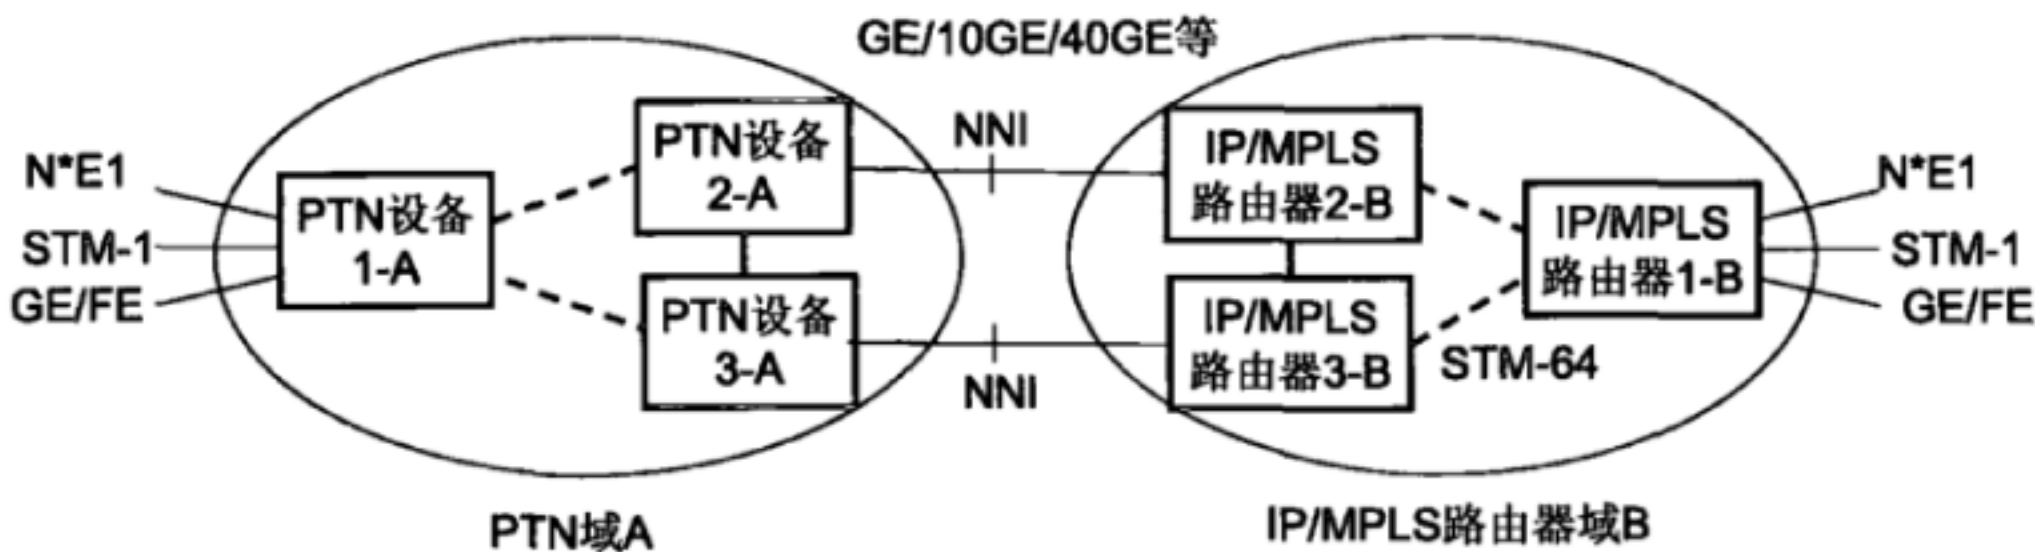 GE/10GE/40GE等
N*E1
STM-1
GE/FE
PTN设备
1-A
PTN设备
2-A
PTN设备
3-A
NNI
NNI
IP/MPLS
路由器2-B
IP/MPLS
路由器3-B
STM-64
IP/MPLS
路由器1-B
N*E1
STM-1
GE/FE
PTN域A
IP/MPLS路由器域B